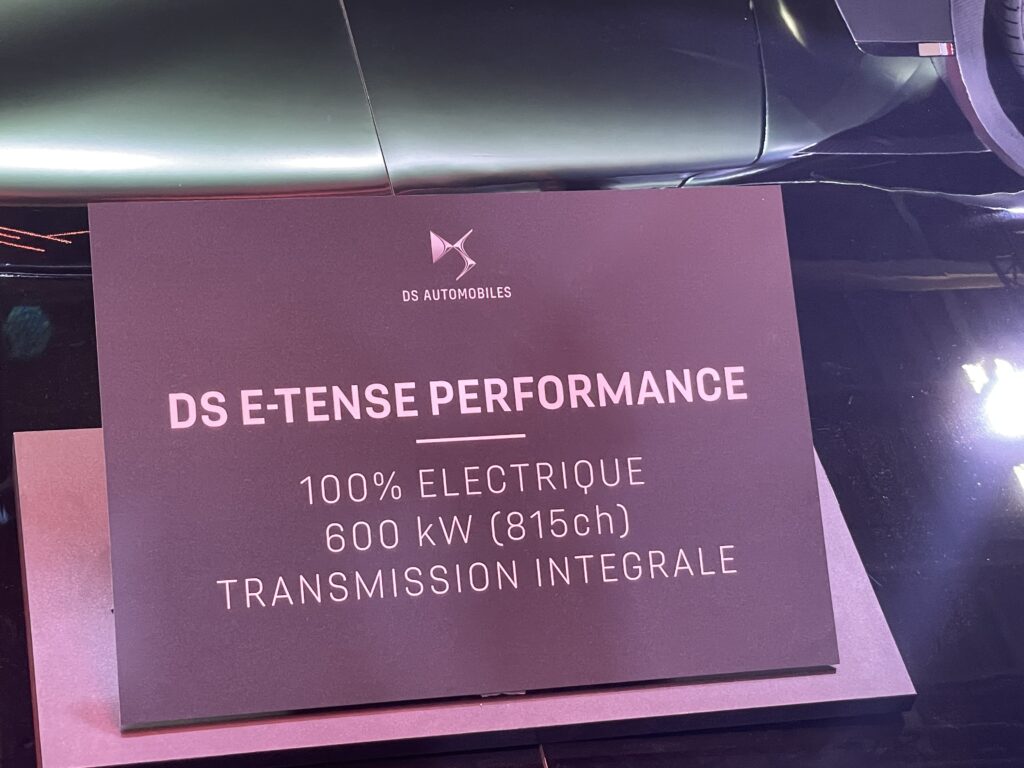 DS AUTOMOBILES
DS E-TENSE PERFORMANCE
100% ELECTRIQUE
600 kW (815ch)
TRANSMISSION INTEGRALE